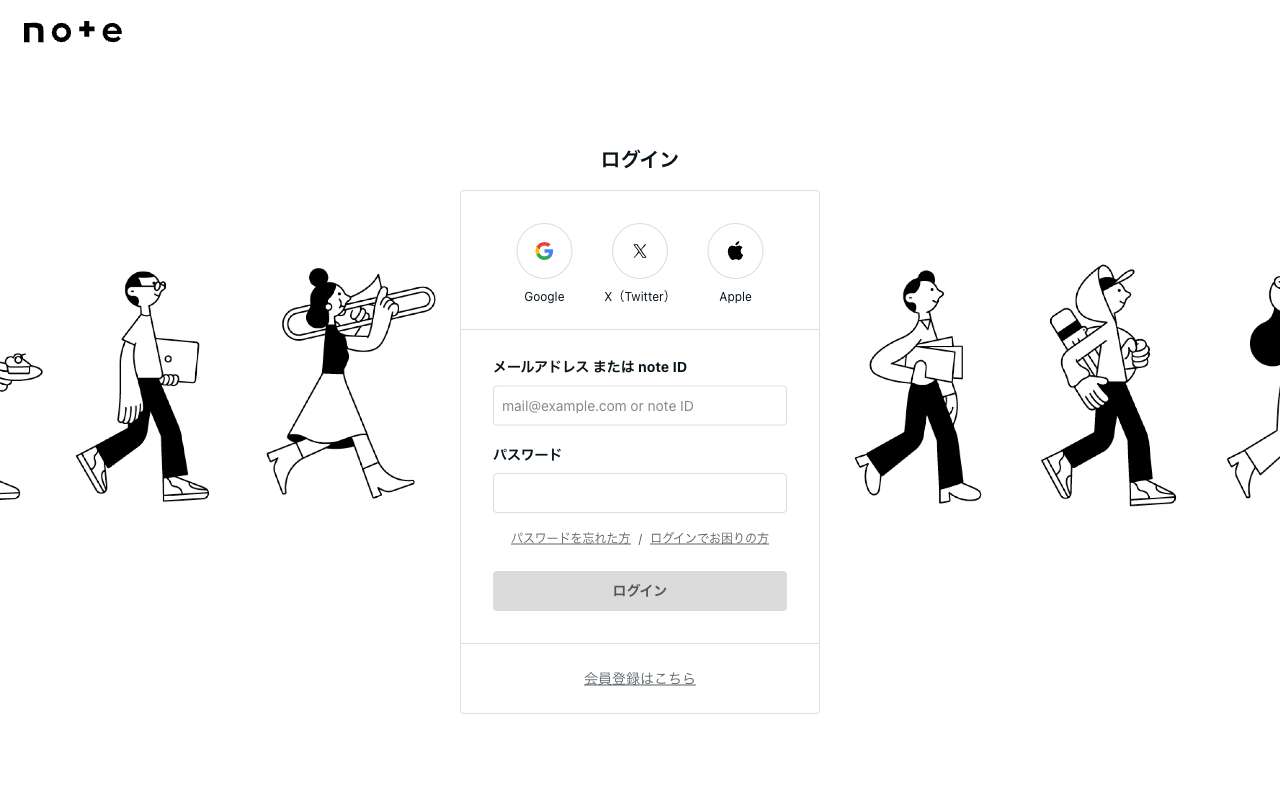 note
ログイン
Google
X（Twitter）
Apple
メールアドレス または note ID
mail@example.com or note ID
パスワード
パスワードを忘れた方 / ログインでお困りの方
ログイン
会員登録はこちら